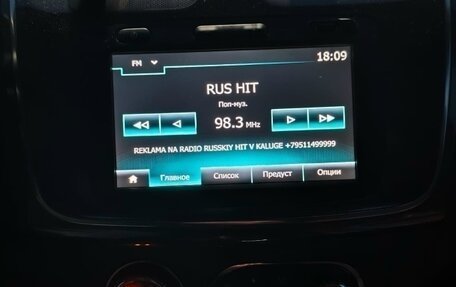 FM
18:09
RUS HIT
Поп-муз.
98.3 MHz
REKLAMA NA RADIO RUSSKIY HIT V KALUGE +79511499999
Главное Список Предуст Опции